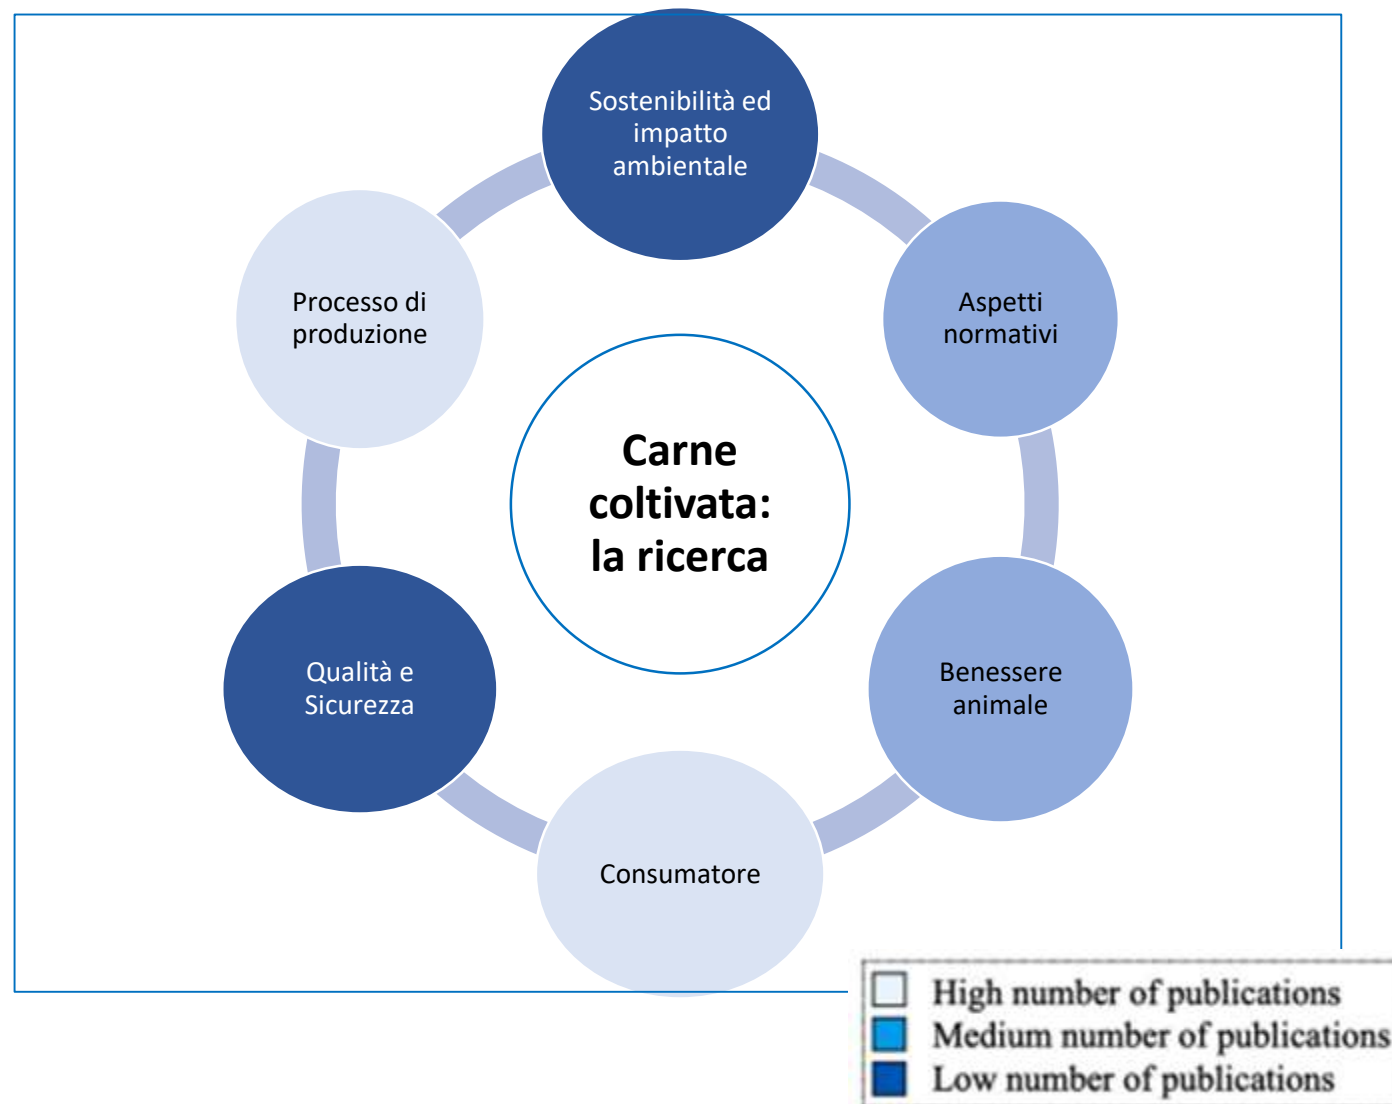 Sostenibilità ed
impatto
ambientale
Processo di
produzione
Aspetti
normativi
Carne
coltivata:
la ricerca
Qualità e
Sicurezza
Benessere
animale
Consumatore
High number of publications
Medium number of publications
Low number of publications